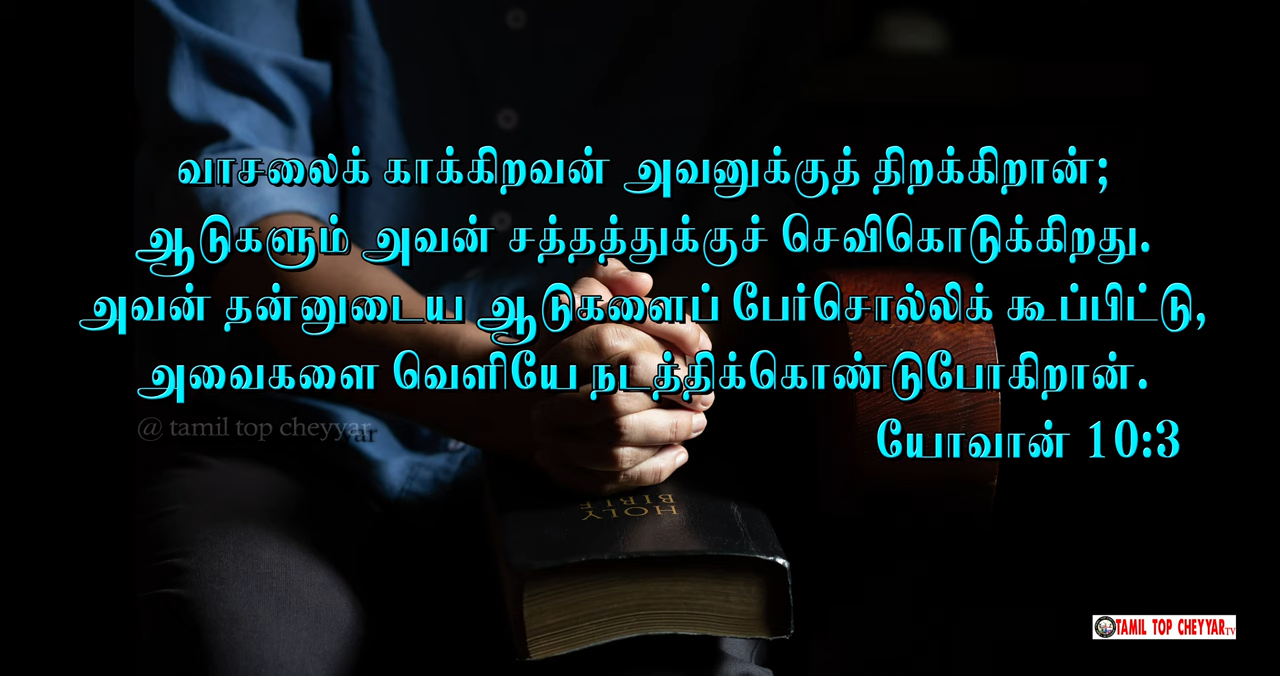 வாசலைக் காக்கிறவன் அவனுக்குத் திறக்கிறான்;
ஆடுகளும் அவன் சத்தத்துக்குச் செவிகொடுக்கிறது.
அவன் தன்னுடைய ஆடுகளைப் பேர்சொல்லிக் கூப்பிட்டு,
அவைகளை வெளியே நடத்திக்கொண்டுபோகிறான்.
@ tamil top cheyyar
யோவான் 10:3
HOLY
BIBLE
TAMIL TOP CHEYYAR TV